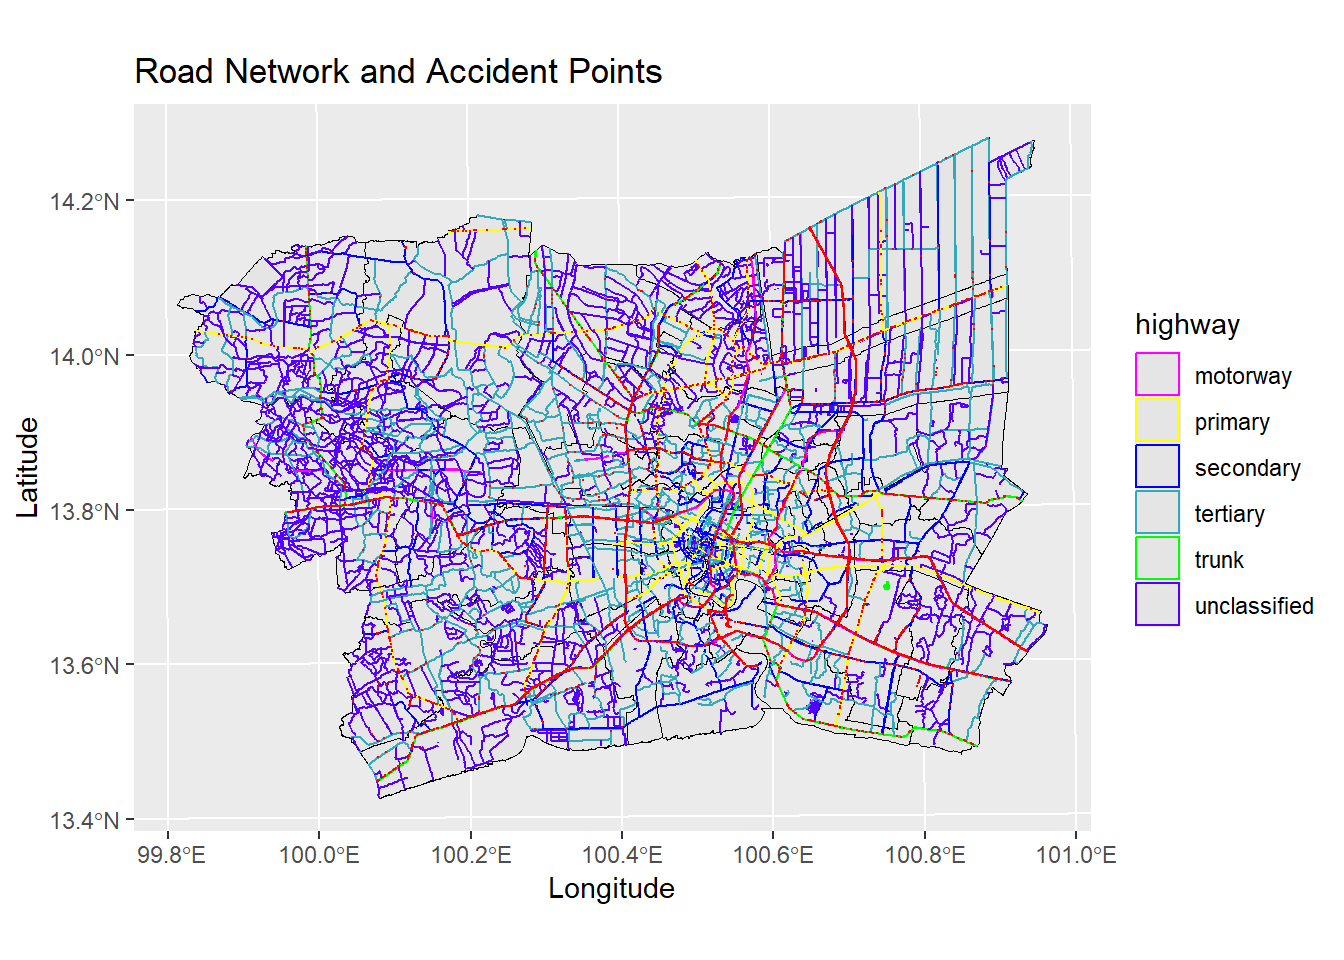 Road Network and Accident Points
14.2°N
14.0°N
13.8°N
13.6°N
13.4°N
Latitude
99.8°E
100.0°E
100.2°E
100.4°E
100.6°E
100.8°E
101.0°E
Longitude
highway
motorway
primary
secondary
tertiary
trunk
unclassified